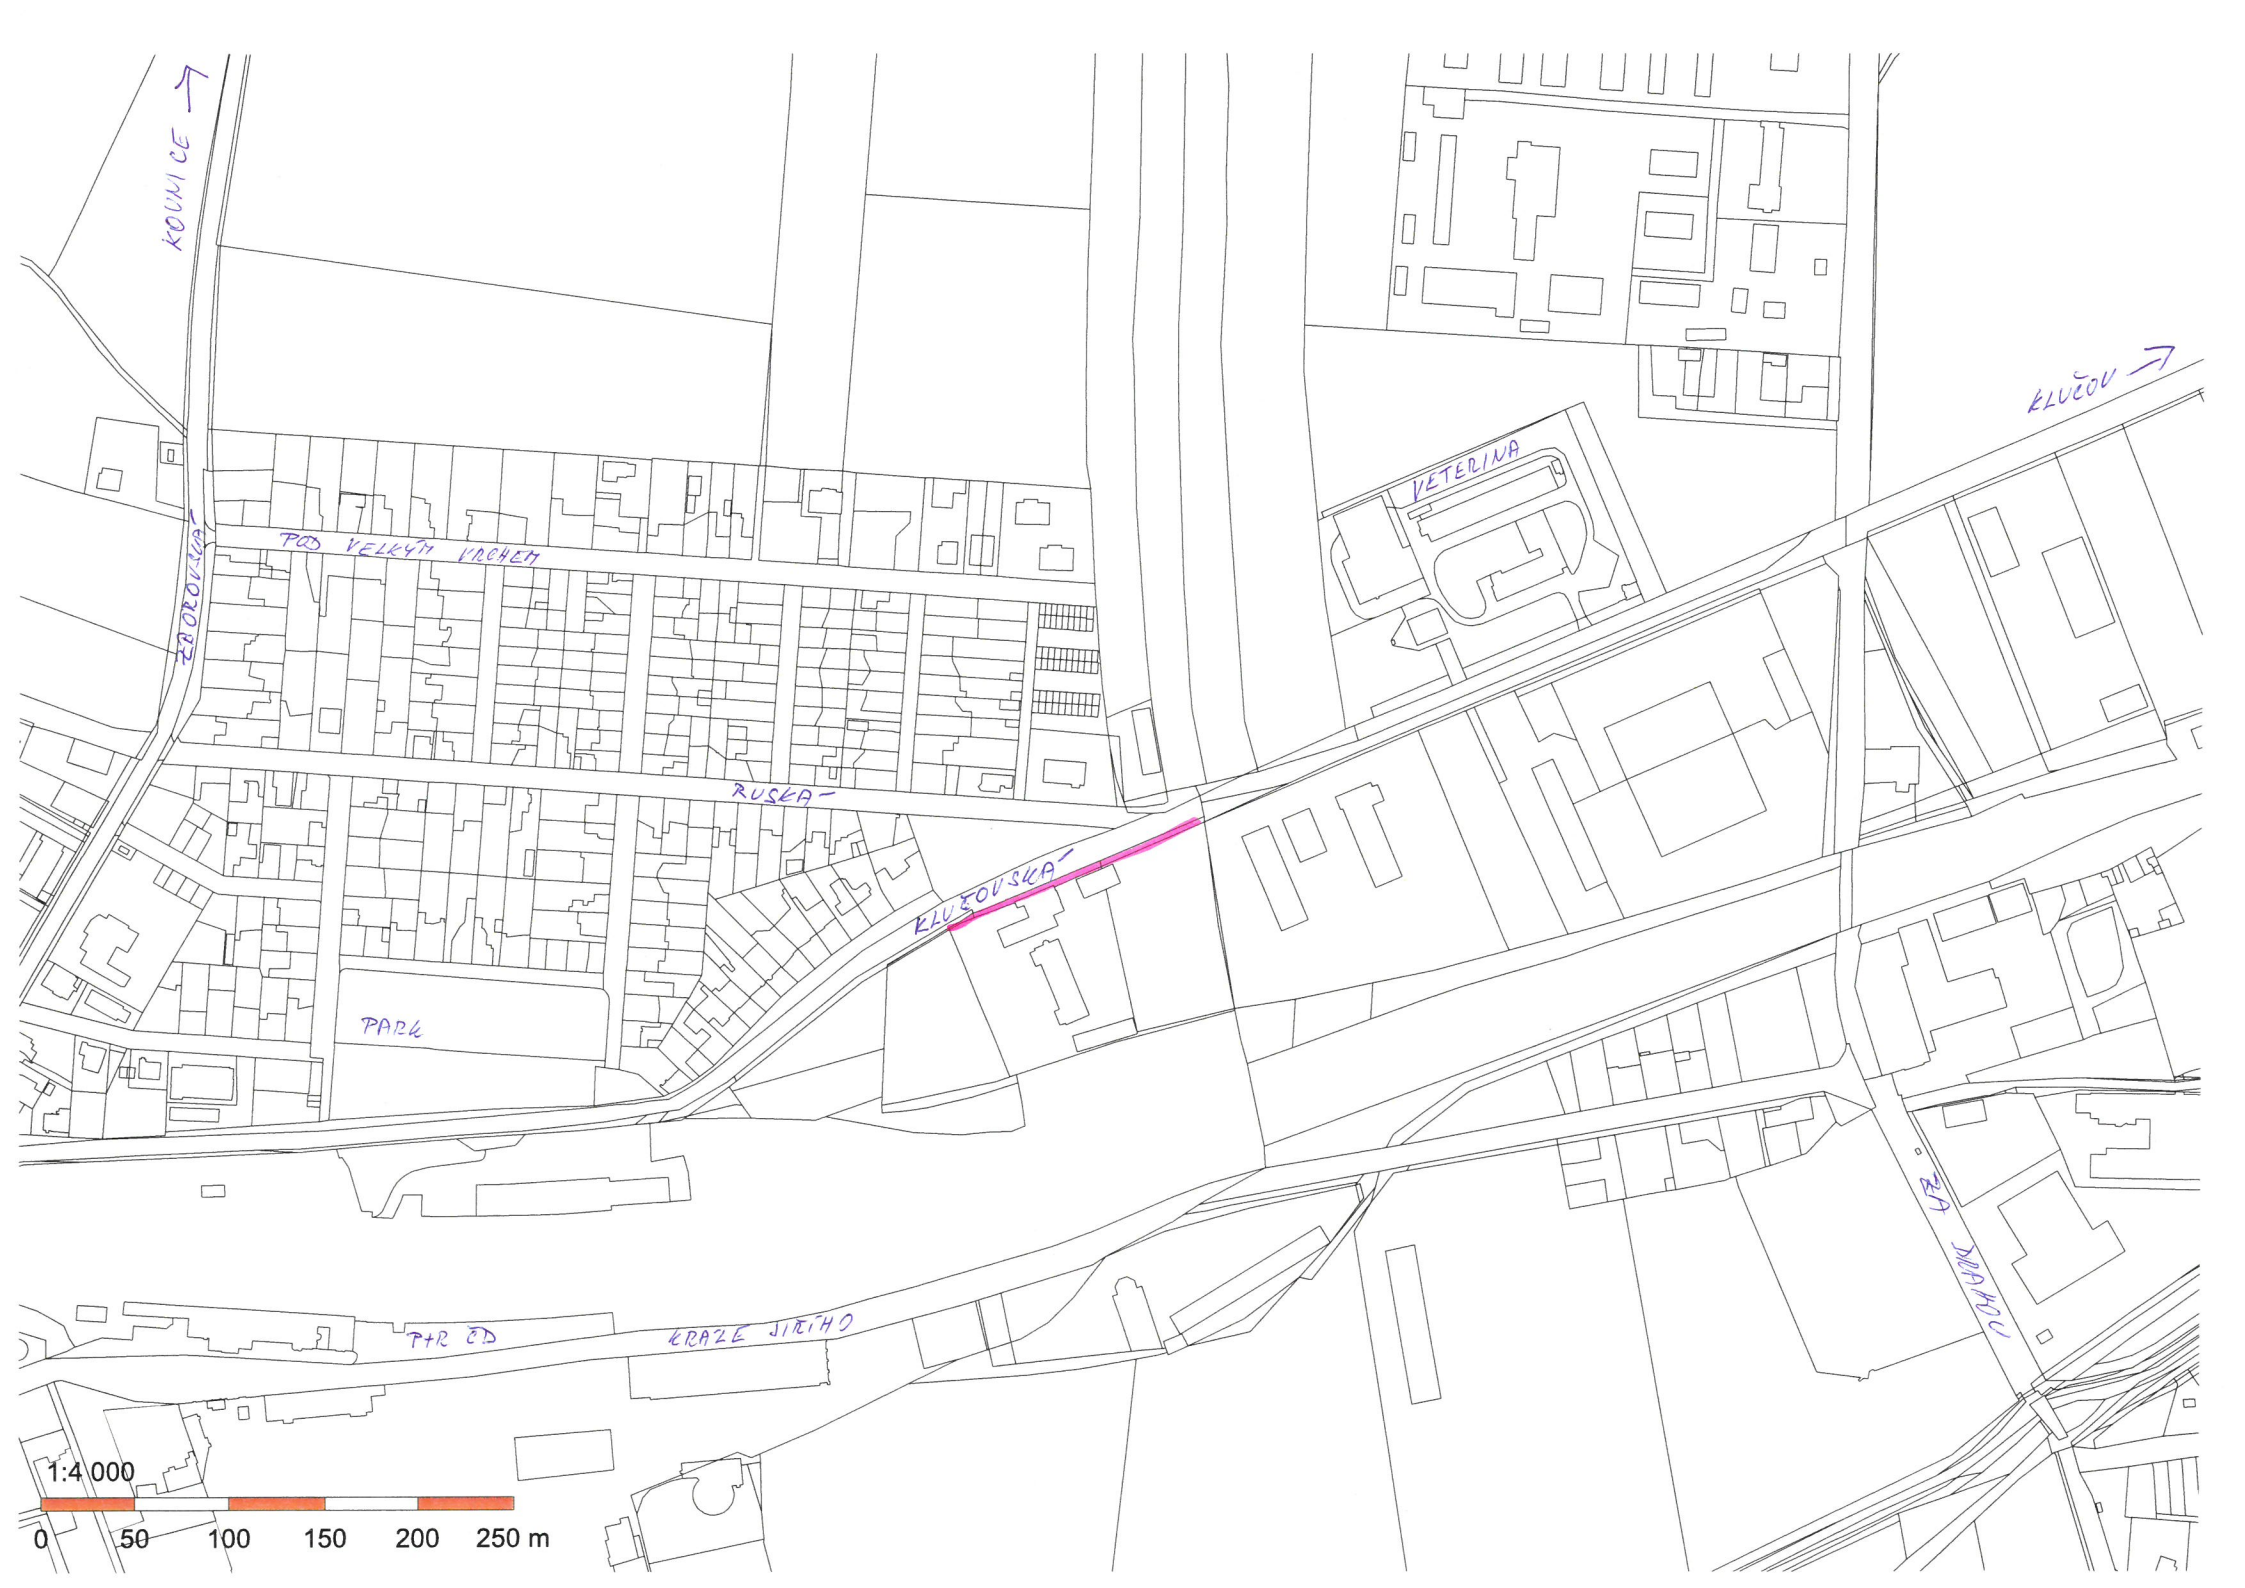 KOUNICE
KLUČOV
VETERINA
ZBOROVSKÁ
POD VELKÝM VRCHEM
RUSKÁ
KLUČOVSKÁ
PARK
ZA DRAHOU
P+R ČD
KRÁLE JIŘÍHO
1:4 000
0 50 100 150 200 250 m